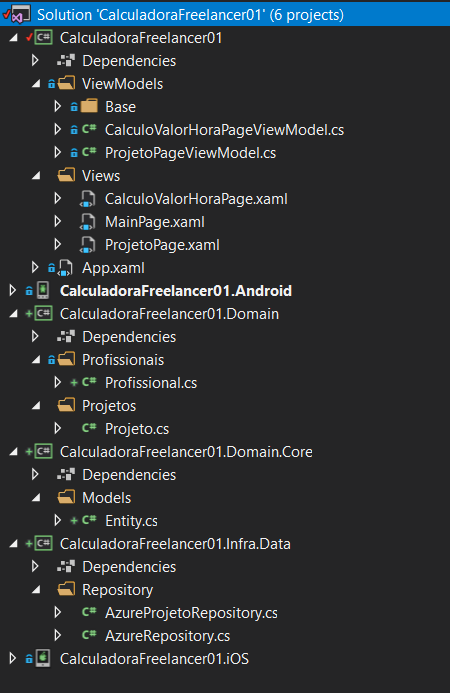 Solution 'CalculadoraFreelancer01' (6 projects)
C# CalculadoraFreelancer01
Dependencies
ViewModels
Base
C# CalculoValorHoraPageViewModel.cs
C# ProjetoPageViewModel.cs
Views
CalculoValorHoraPage.xaml
MainPage.xaml
ProjetoPage.xaml
App.xaml
CalculadoraFreelancer01.Android
C# CalculadoraFreelancer01.Domain
Dependencies
Profissionais
C# Profissional.cs
Projetos
C# Projeto.cs
C# CalculadoraFreelancer01.Domain.Core
Dependencies
Models
C# Entity.cs
C# CalculadoraFreelancer01.Infra.Data
Dependencies
Repository
C# AzureProjetoRepository.cs
C# AzureRepository.cs
CalculadoraFreelancer01.iOS